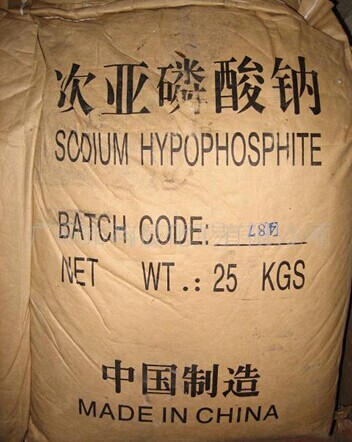 次亚磷酸钠
SODIUM HYPOPHOSPHITE
BATCH CODE:
NET WT.: 25 KGS
中国制造
MADE IN CHINA